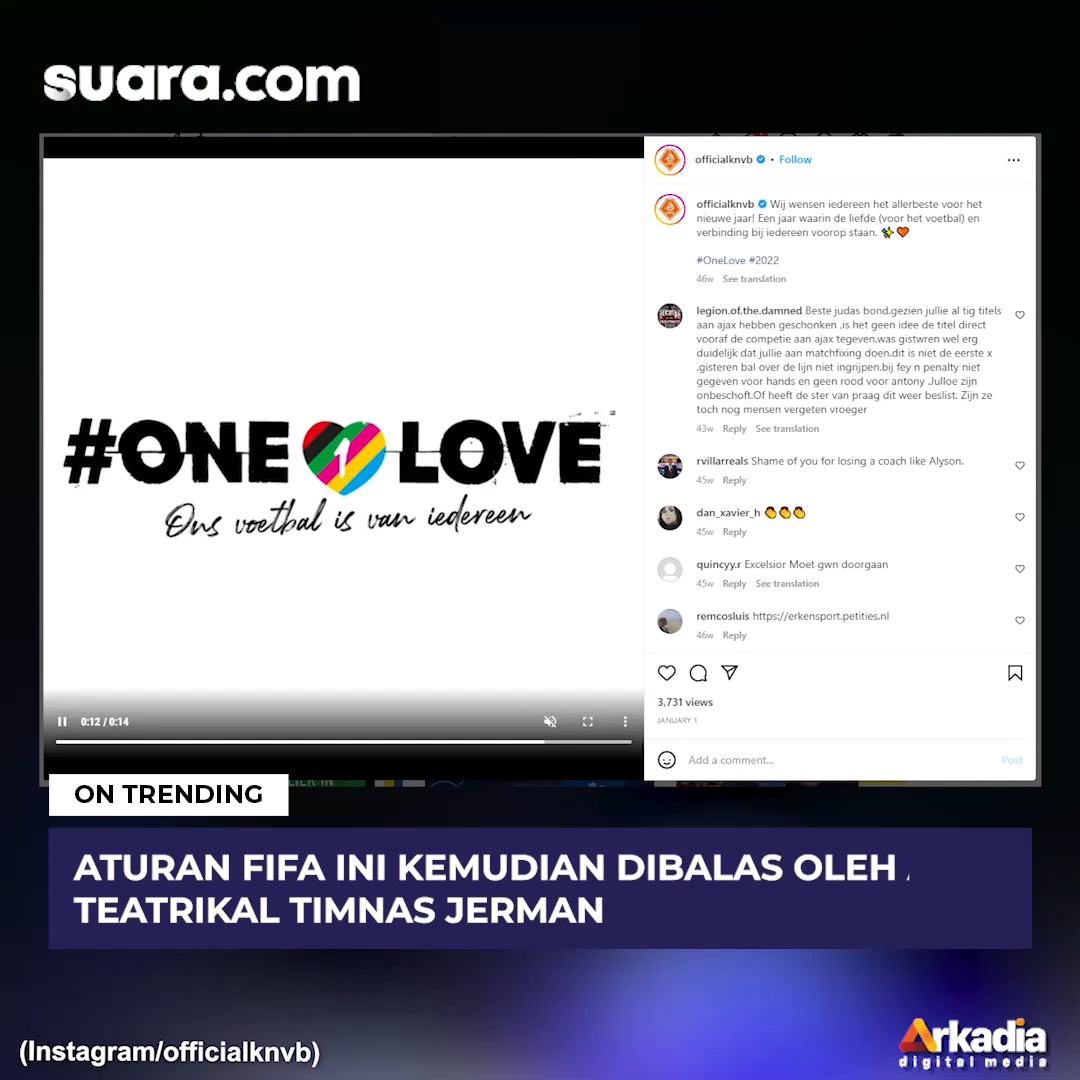 suara.com
#ONE 1 LOVE
Ons voetbal is van iedereen
0:12 / 0:14
officialknvb • Follow
officialknvb Wij wensen iedereen het allerbeste voor het
nieuwe jaar! Een jaar waarin de liefde (voor het voetbal) en
verbinding bij iedereen voorop staan. ✨🧡
#OneLove #2022
46w See translation
legion.of.the.damned Beste judas bond.gezien jullie al tig titels
aan ajax hebben geschonken ,is het geen idee de titel direct
vooraf de competie aan ajax tegeven.was gistwren wel erg
duidelijk dat jullie aan matchfixing doen.dit is niet de eerste x
.gisteren bal over de lijn niet ingrijpen.bij fey n penalty niet
gegeven voor hands en geen rood voor antony .Julloe zijn
onbeschoft.Of heeft de ster van praag dit weer beslist. Zijn ze
toch nog mensen vergeten vroeger
43w Reply See translation
rvillarreals Shame of you for losing a coach like Alyson.
45w Reply
dan_xavier_h 👏👏👏
45w Reply
quincyy.r Excelsior Moet gwn doorgaan
45w Reply See translation
remcosluis https://erkensport.petities.nl
46w Reply
3,731 views
JANUARY 1
Add a comment...
Post
ON TRENDING
ATURAN FIFA INI KEMUDIAN DIBALAS OLEH
TEATRIKAL TIMNAS JERMAN
(Instagram/officialknvb)
Arkadia
digital media